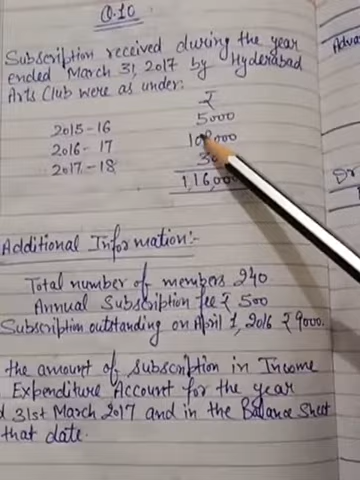 Q.10
Subscription received during the year
ended March 31, 2017 by Hyderabad
Arts Club were as under:
₹
2015-16 5000
2016-17
2017-18
1,16,000
Additional Information:-
Total number of members 240
Annual Subscription fee ₹ 500
Subscription outstanding on April 1, 2016 ₹ 9000.
the amount of subscription in Income
Expenditure Account for the year
31st March 2017 and in the Balance Sheet
that date.